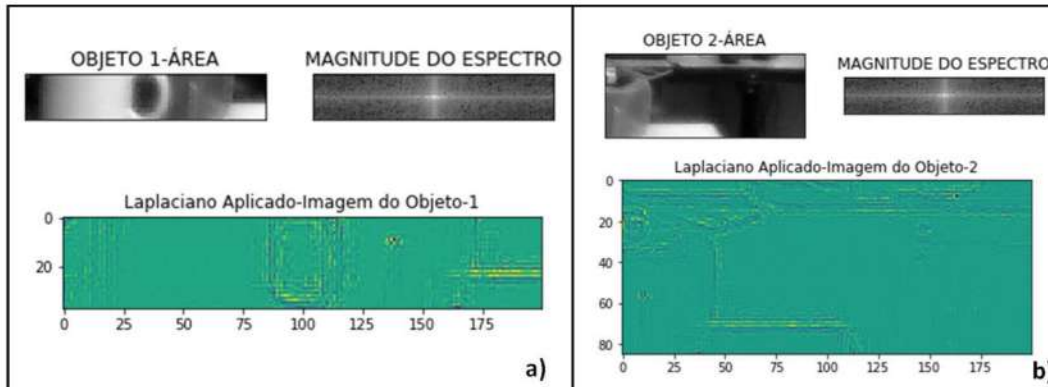 OBJETO 1-ÁREA
MAGNITUDE DO ESPECTRO
Laplaciano Aplicado-Imagem do Objeto-1
0
20
0 25 50 75 100 125 150 175
a)
OBJETO 2-ÁREA
MAGNITUDE DO ESPECTRO
Laplaciano Aplicado-Imagem do Objeto-2
0
20
40
60
80
0 25 50 75 100 125 150 175
b)